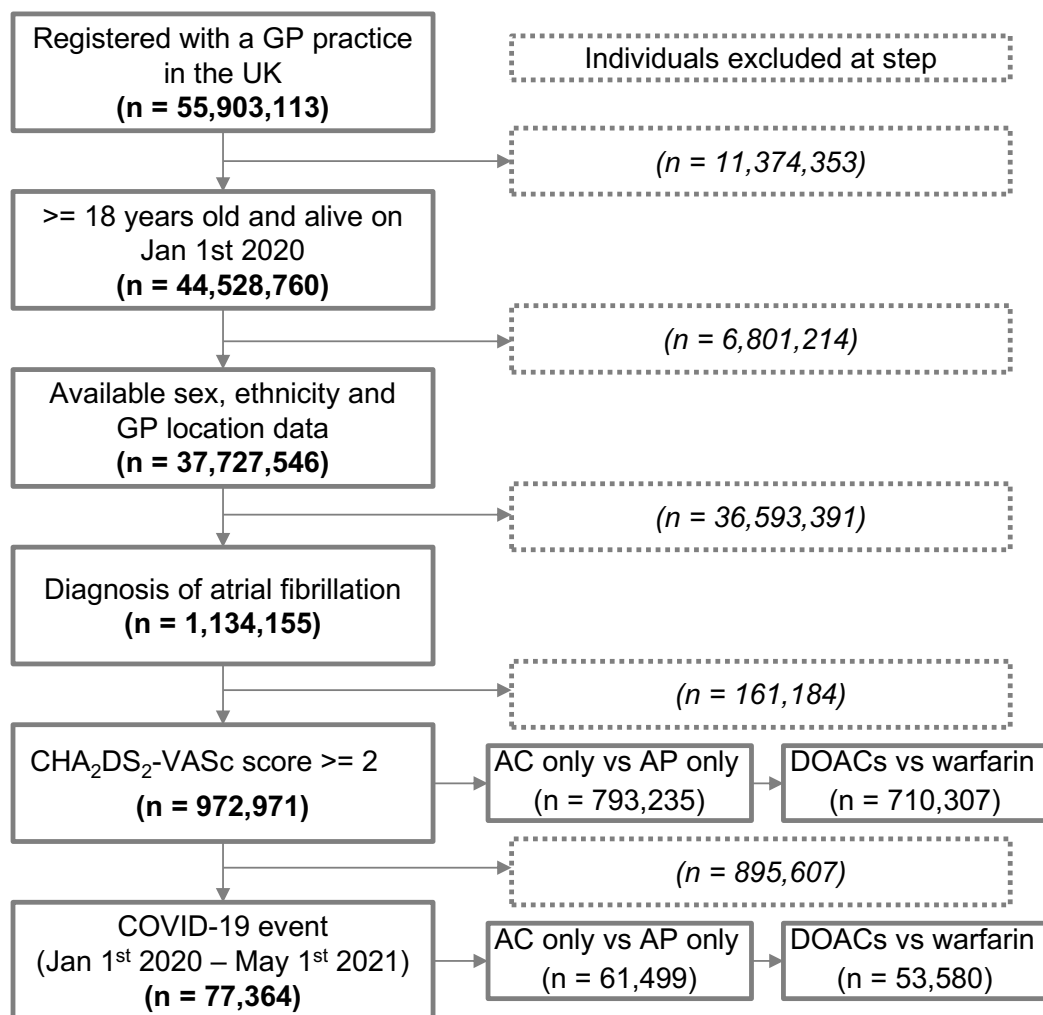 Registered with a GP practice
in the UK
(n = 55,903,113)
Individuals excluded at step
(n = 11,374,353)
>= 18 years old and alive on
Jan 1st 2020
(n = 44,528,760)
(n = 6,801,214)
Available sex, ethnicity and
GP location data
(n = 37,727,546)
(n = 36,593,391)
Diagnosis of atrial fibrillation
(n = 1,134,155)
(n = 161,184)
CHA₂DS₂-VASc score >= 2
(n = 972,971)
AC only vs AP only
(n = 793,235)
DOACs vs warfarin
(n = 710,307)
(n = 895,607)
COVID-19 event
(Jan 1ˢᵗ 2020 – May 1ˢᵗ 2021)
(n = 77,364)
AC only vs AP only
(n = 61,499)
DOACs vs warfarin
(n = 53,580)